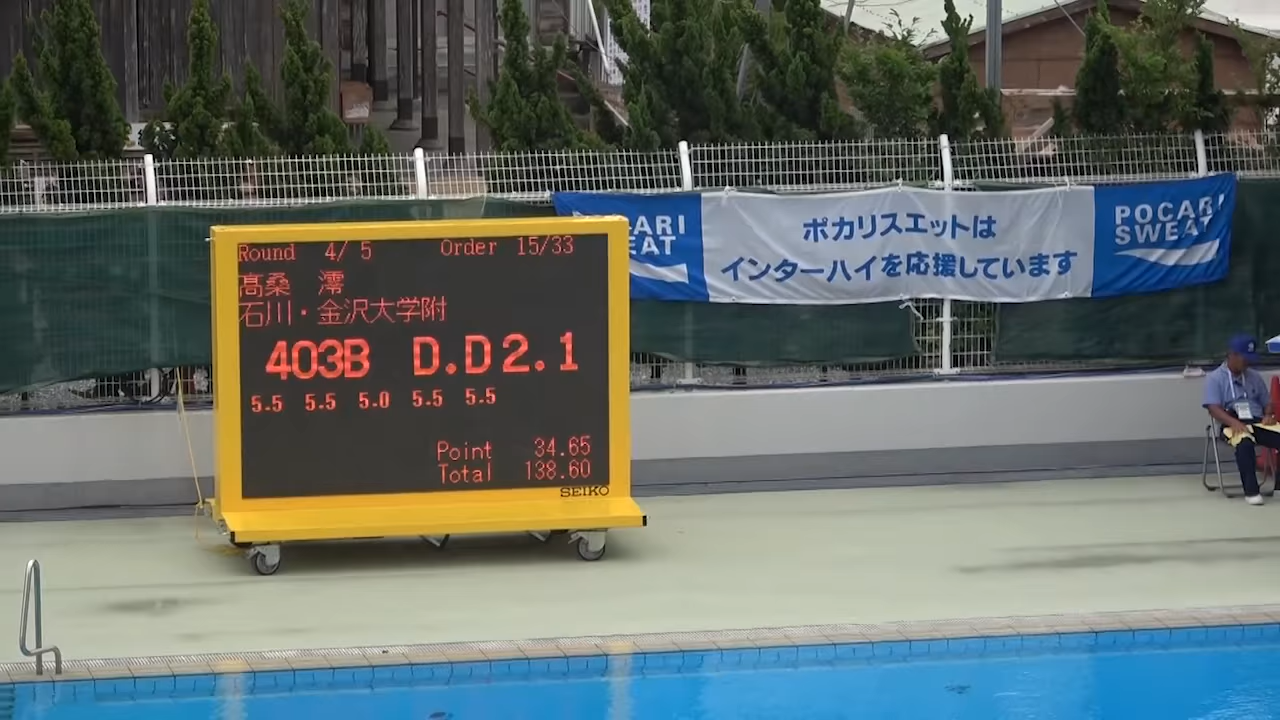 Round 4/ 5 Order 15/33
髙桑 澪
石川・金沢大学附
403B D.D 2.1
5.5 5.5 5.0 5.5 5.5
Point 34.65
Total 138.60
SEIKO
CARI
EAT
ポカリスエットは
インターハイを応援しています
POCARI
SWEAT